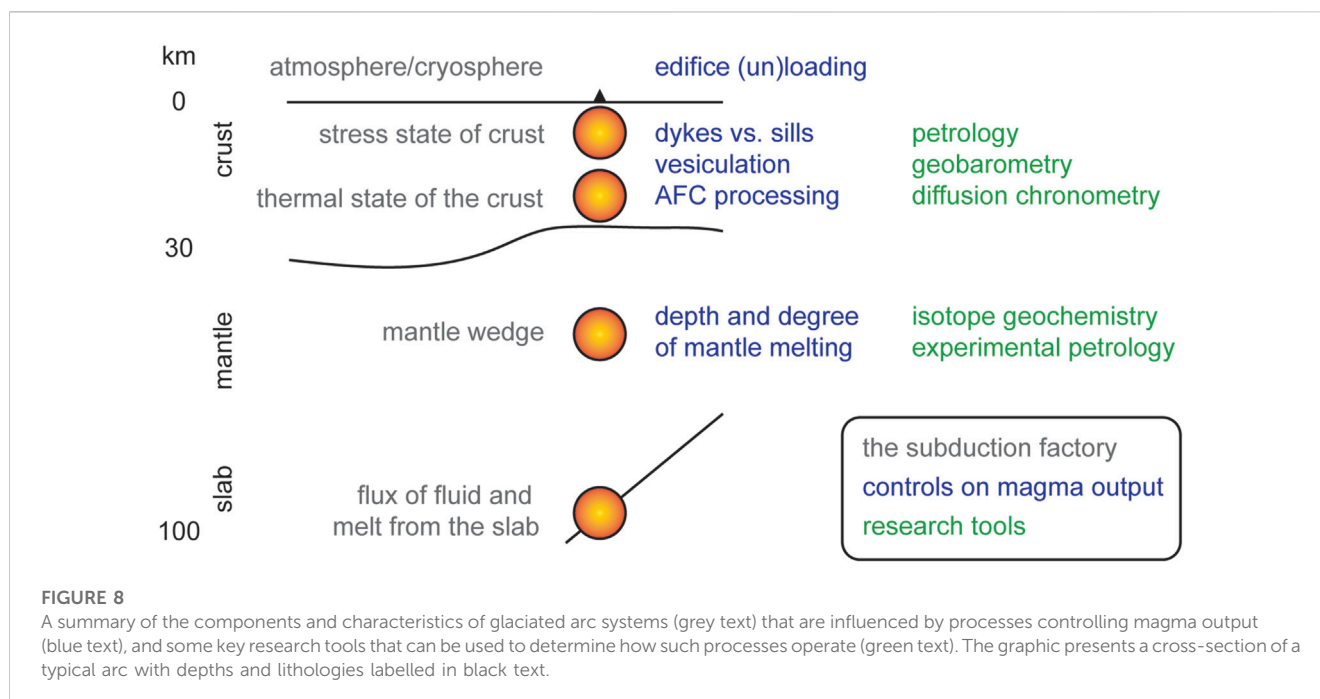 km
atmosphere/cryosphere
edifice (un)loading
0
crust
stress state of crust
dykes vs. sills
petrology
vesiculation
geobarometry
thermal state of the crust
AFC processing
diffusion chronometry
30
mantle
mantle wedge
depth and degree
of mantle melting
isotope geochemistry
experimental petrology
slab
flux of fluid and
melt from the slab
100
the subduction factory
controls on magma output
research tools
FIGURE 8
A summary of the components and characteristics of glaciated arc systems (grey text) that are influenced by processes controlling magma output
(blue text), and some key research tools that can be used to determine how such processes operate (green text). The graphic presents a cross-section of a
typical arc with depths and lithologies labelled in black text.